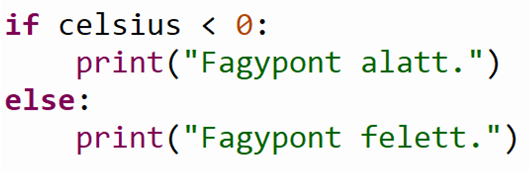 if celsius < 0:
    print("Fagypont alatt.")
else:
    print("Fagypont felett.")